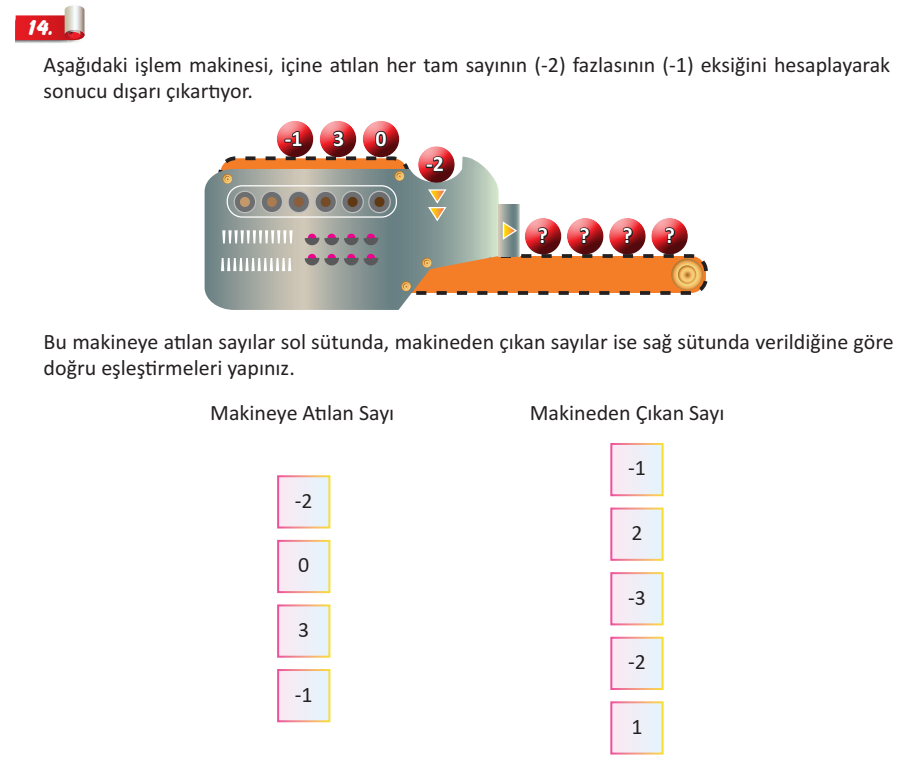 14.
Aşağıdaki işlem makinesi, içine atılan her tam sayının (-2) fazlasının (-1) eksiğini hesaplayarak
sonucu dışarı çıkartıyor.
-1 3 0
-2
? ? ? ?
Bu makineye atılan sayılar sol sütunda, makineden çıkan sayılar ise sağ sütunda verildiğine göre
doğru eşleştirmeleri yapınız.
Makineye Atılan Sayı Makineden Çıkan Sayı
-1
-2
2
0
-3
3
-2
-1
1